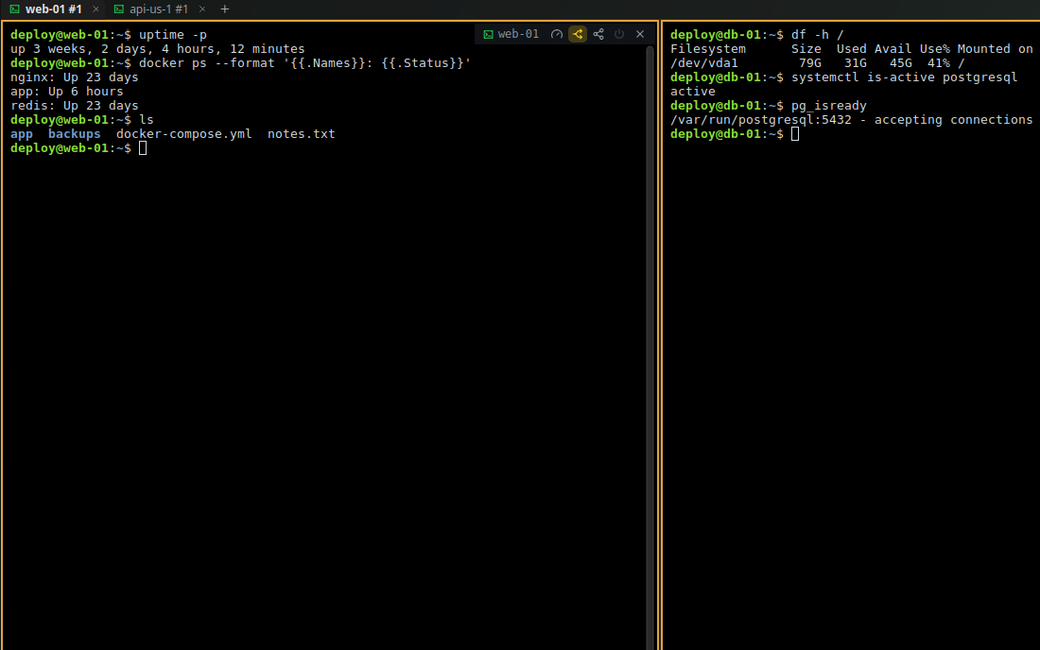 web-01 #1
api-us-1 #1
deploy@web-01:~$ uptime -p
up 3 weeks, 2 days, 4 hours, 12 minutes
deploy@web-01:~$ docker ps --format '{{.Names}}: {{.Status}}'
nginx: Up 23 days
app: Up 6 hours
redis: Up 23 days
deploy@web-01:~$ ls
app  backups  docker-compose.yml  notes.txt
deploy@web-01:~$
web-01
deploy@db-01:~$ df -h /
Filesystem      Size  Used Avail Use% Mounted on
/dev/vda1        79G   31G   45G  41% /
deploy@db-01:~$ systemctl is-active postgresql
active
deploy@db-01:~$ pg_isready
/var/run/postgresql:5432 - accepting connections
deploy@db-01:~$